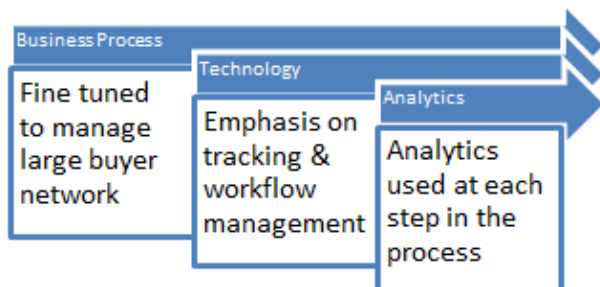 Business Process
Fine tuned
to manage
large buyer
network
Technology
Emphasis on
tracking &
workflow
management
Analytics
Analytics
used at each
step in the
process